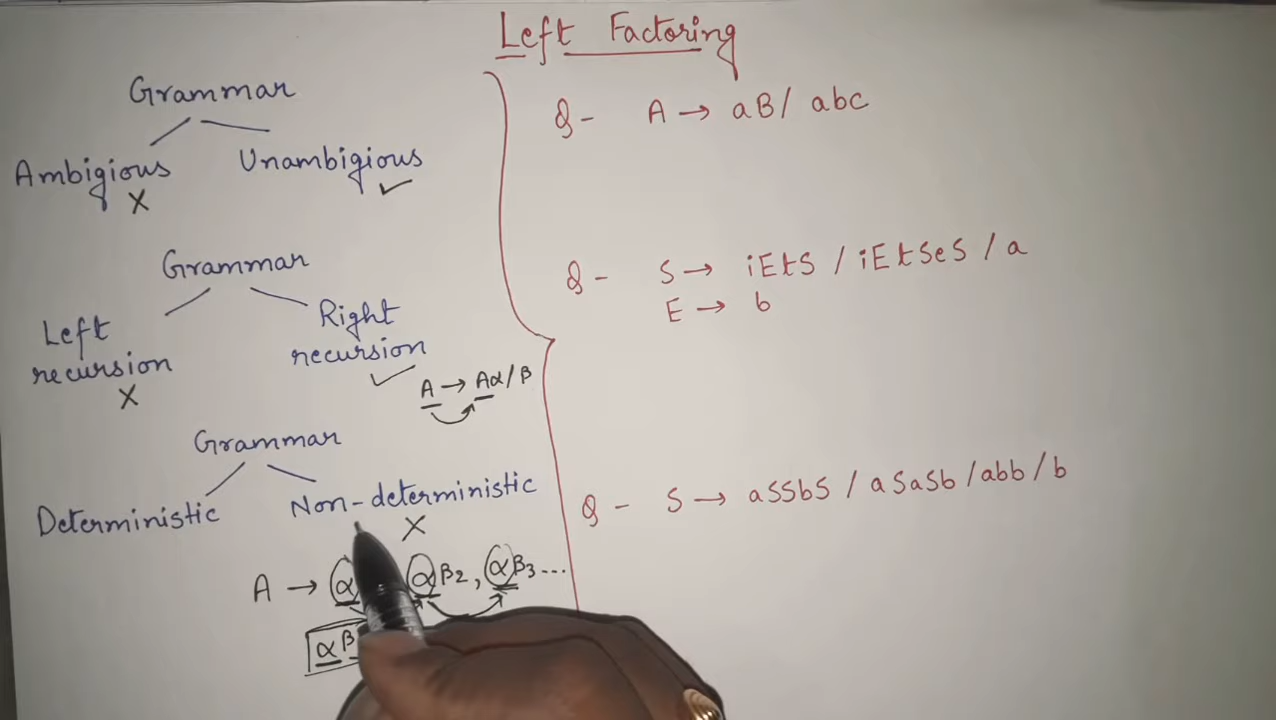 Left Factoring
Grammar
Ambigious Unambigious
X ✓
Grammar
Left recursion
Right recursion
X ✓
A → Aα/β
Grammar
Deterministic Non-deterministic
X
A → α αβ2, αβ3...
αβ
Q - A → aB/ abc
Q - S → iEtS / iEtSeS / a
E → b
Q - S → aSSbS / aSaSb /abb / b